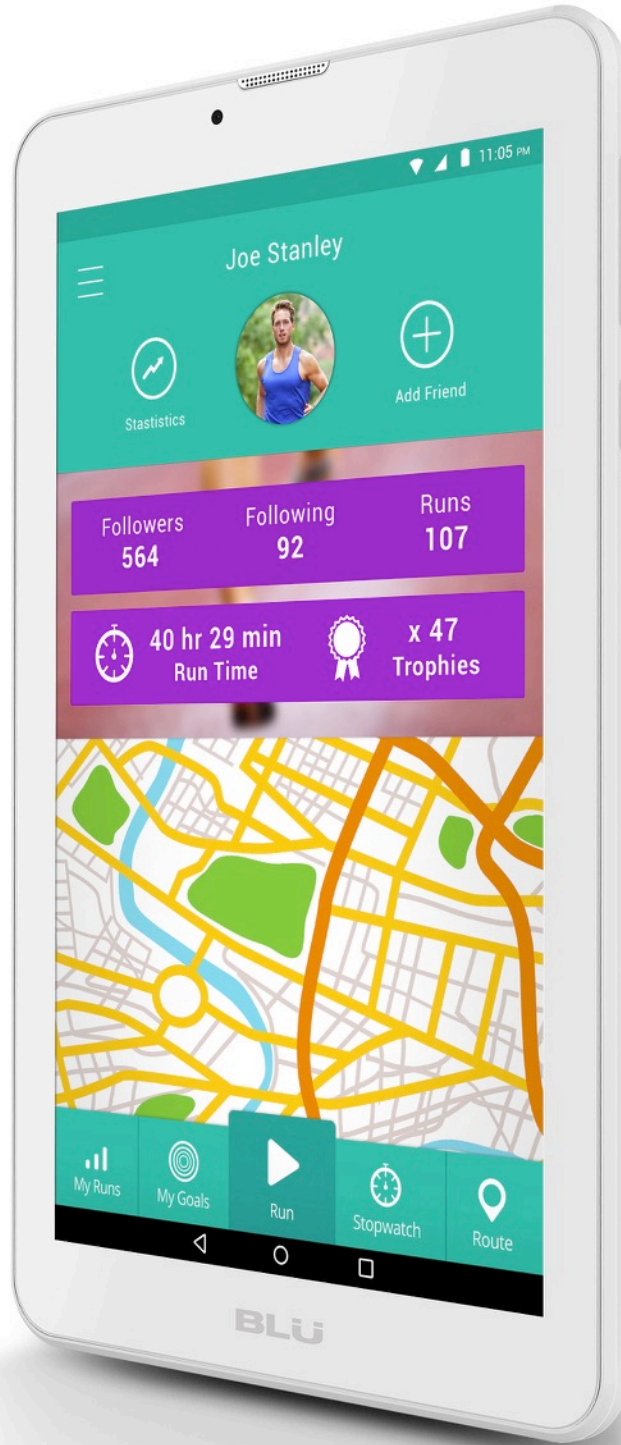 11:05 PM
Joe Stanley
Stastistics
Add Friend
Followers Following Runs
564 92 107
40 hr 29 min x 47
Run Time Trophies
My Runs My Goals Run Stopwatch Route
BLU